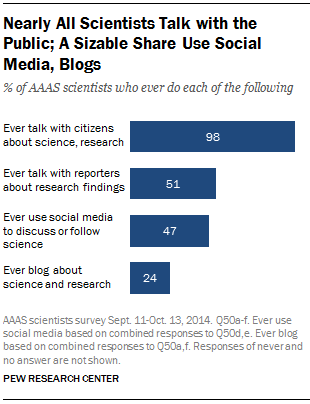 Nearly All Scientists Talk with the
Public; A Sizable Share Use Social
Media, Blogs
% of AAAS scientists who ever do each of the following
Ever talk with citizens
about science, research
98
Ever talk with reporters
about research findings
51
Ever use social media
to discuss or follow
science
47
Ever blog about
science and research
24
AAAS scientists survey Sept. 11-Oct. 13, 2014. Q50a-f. Ever use
social media based on combined responses to Q50d,e. Ever blog
based on combined responses to Q50a,f. Responses of never and
no answer are not shown.
PEW RESEARCH CENTER